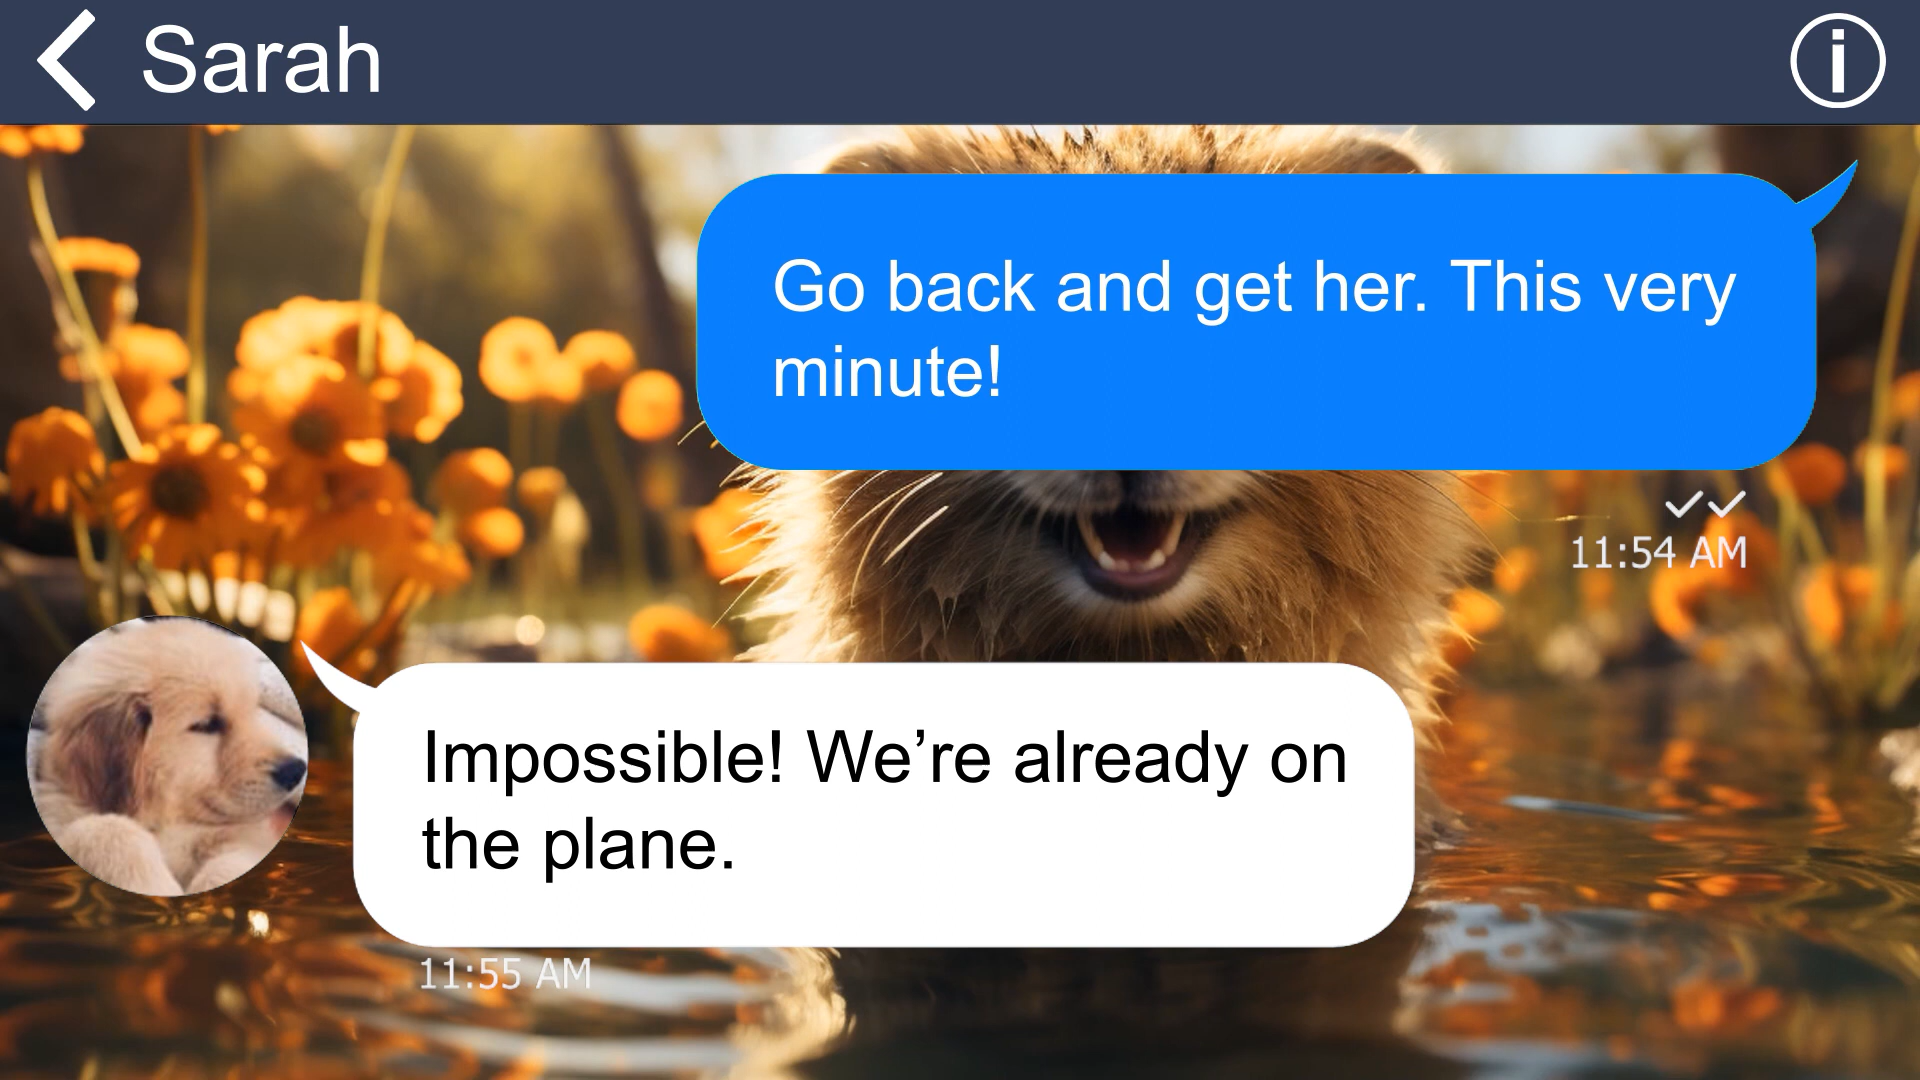 Sarah
Go back and get her. This very
minute!
11:54 AM
Impossible! We’re already on
the plane.
11:55 AM